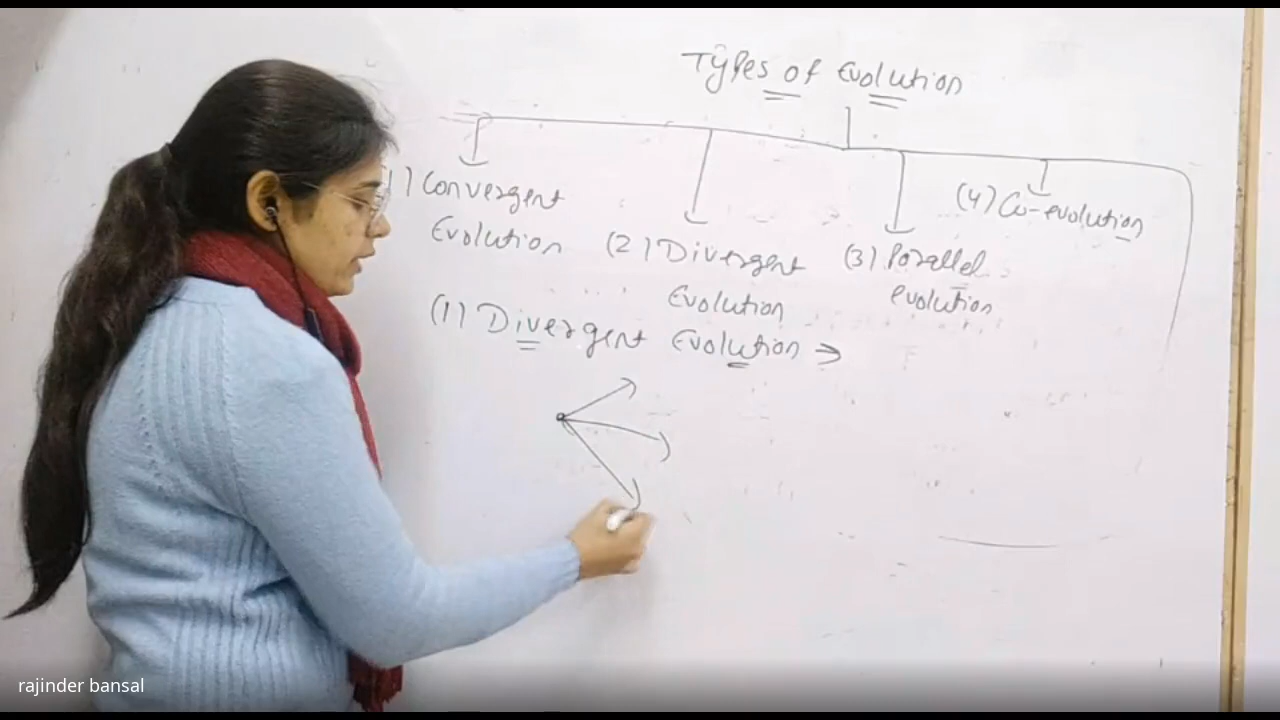 Types of Evolution
1) Convergent
Evolution
(2) Divergent
Evolution
(3) Parallel
evolution
(4) Co-evolution
(1) Divergent Evolution →
rajinder bansal